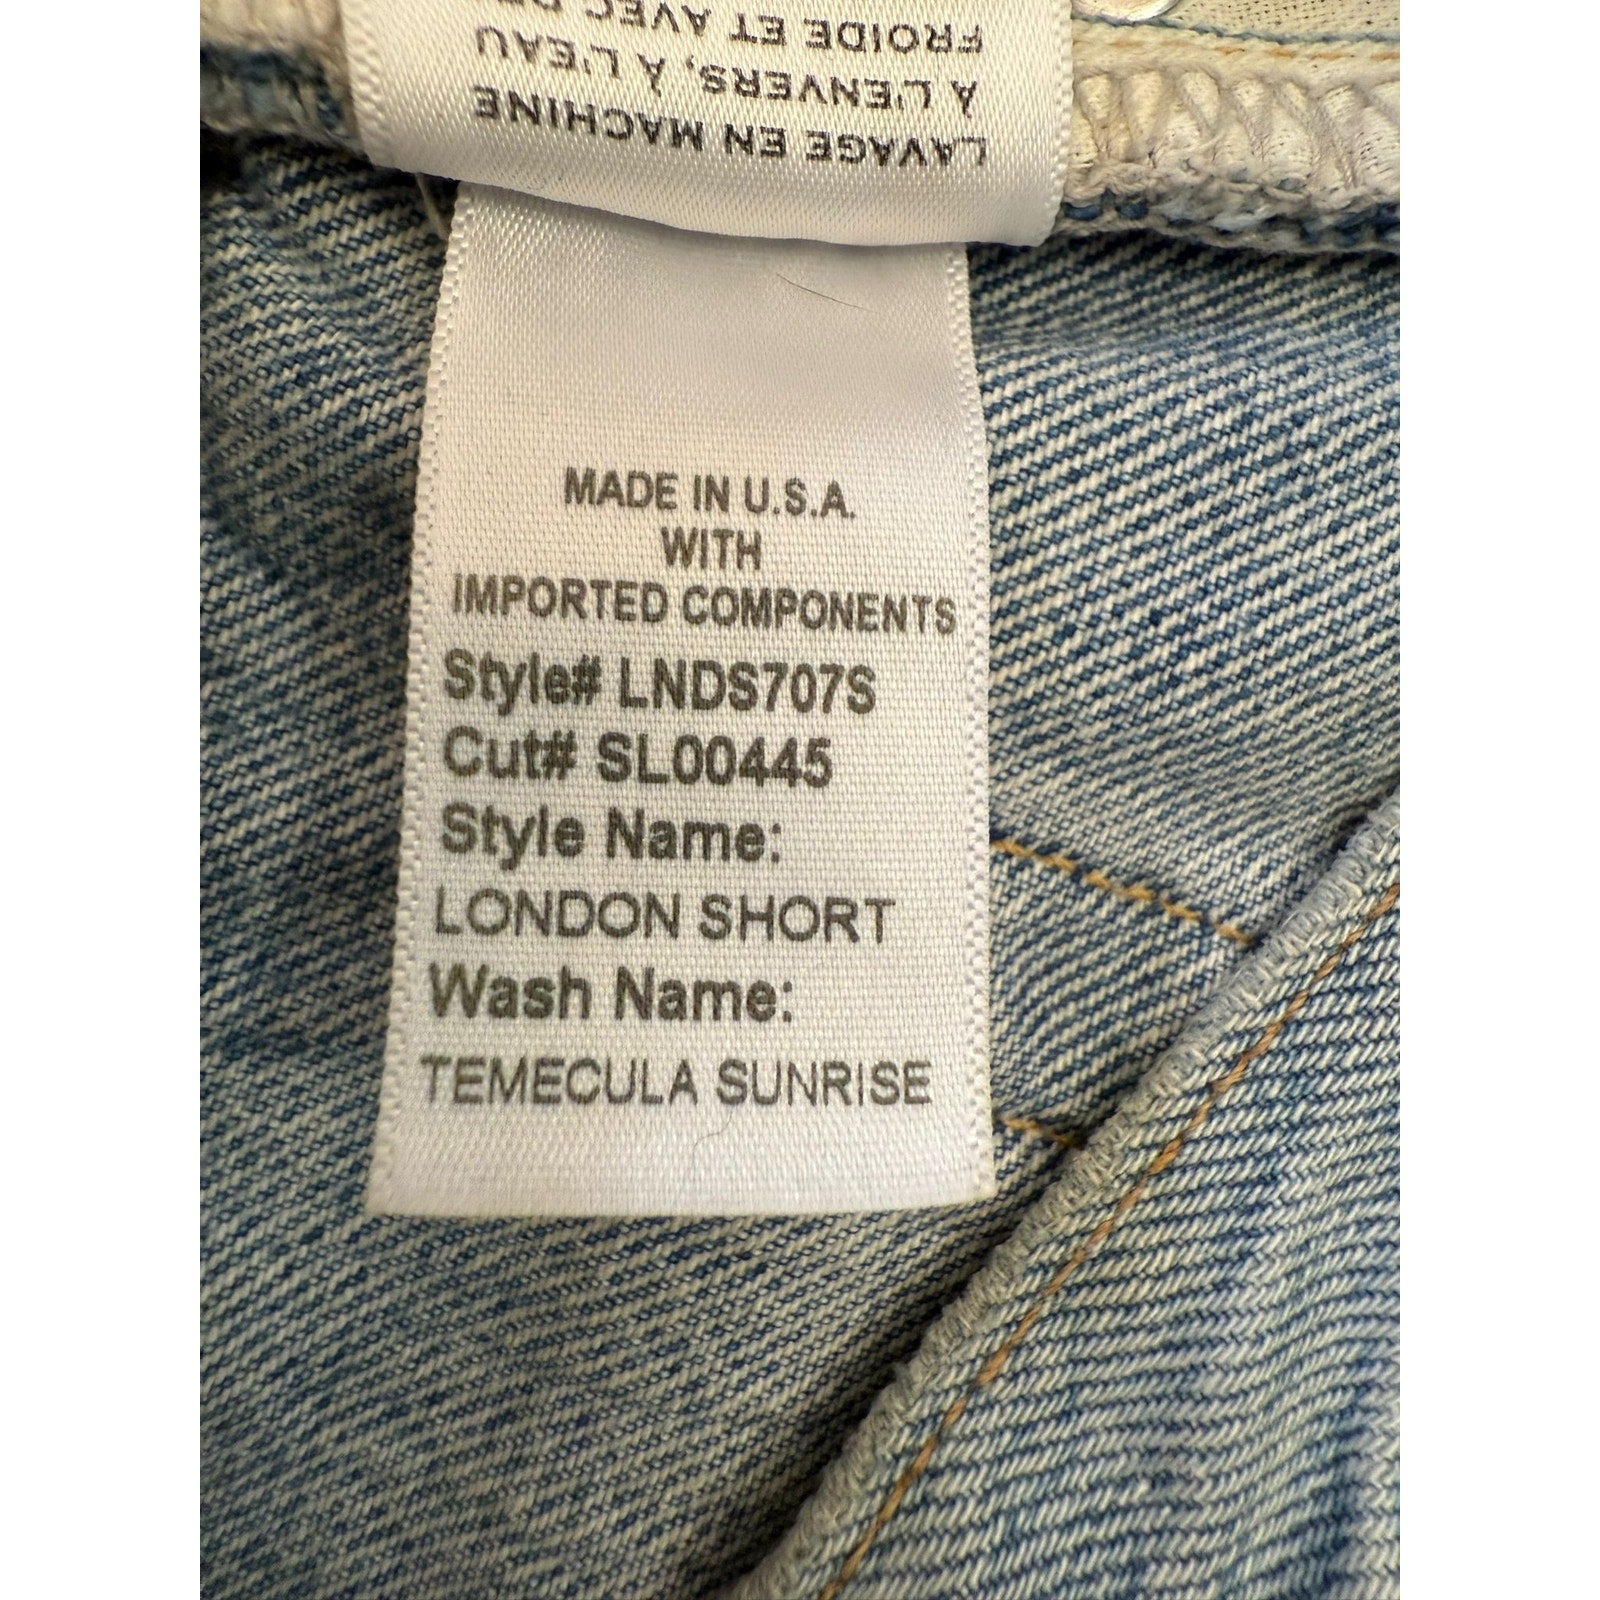 LAVAGE EN MACHINE
À L'ENVERS, À L'EAU
FROIDE ET AVEC
MADE IN U.S.A.
WITH
IMPORTED COMPONENTS
Style# LNDS707S
Cut# SL00445
Style Name:
LONDON SHORT
Wash Name:
TEMECULA SUNRISE